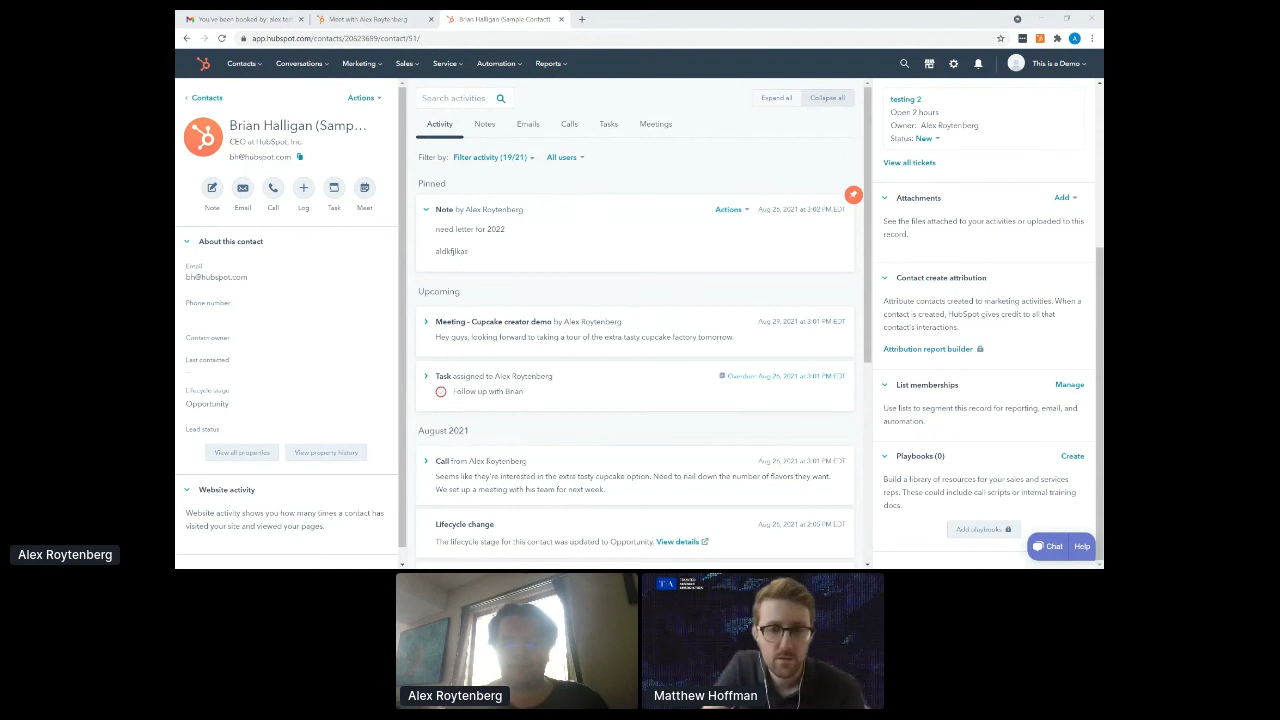 You've been booked by: alex tes
Meet with Alex Roytenberg
Brian Halligan (Sample Contact)
app.hubspot.com/contacts/20623699/contact/51/
A
Contacts
Conversations
Marketing
Sales
Service
Automation
Reports
This is a Demo
Contacts
Actions
Brian Halligan (Samp...
CEO at HubSpot, Inc.
bh@hubspot.com
Note
Email
Call
Log
Task
Meet
About this contact
Email
bh@hubspot.com
Phone number
Contact owner
Last contacted
--
Lifecycle stage
Opportunity
Lead status
View all properties
View property history
Website activity
Website activity shows you how many times a contact has
visited your site and viewed your pages.
Search activities
Expand all
Collapse all
Activity
Notes
Emails
Calls
Tasks
Meetings
Filter by:
Filter activity (19/21)
All users
Pinned
Note by Alex Roytenberg
Actions
Aug 26, 2021 at 3:02 PM EDT
need letter for 2022
aldkfjlkas
Upcoming
Meeting - Cupcake creator demo by Alex Roytenberg
Aug 29, 2021 at 3:01 PM EDT
Hey guys, looking forward to taking a tour of the extra tasty cupcake factory tomorrow.
Task assigned to Alex Roytenberg
Overdue: Aug 26, 2021 at 3:01 PM EDT
Follow up with Brian
August 2021
Call from Alex Roytenberg
Aug 26, 2021 at 3:01 PM EDT
Seems like they're interested in the extra tasty cupcake option. Need to nail down the number of flavors they want.
We set up a meeting with his team for next week.
Lifecycle change
Aug 26, 2021 at 2:05 PM EDT
The lifecycle stage for this contact was updated to Opportunity. View details
testing 2
Open 2 hours
Owner: Alex Roytenberg
Status: New
View all tickets
Attachments
Add
See the files attached to your activities or uploaded to this
record.
Contact create attribution
Attribute contacts created to marketing activities. When a
contact is created, HubSpot gives credit to all that
contact's interactions.
Attribution report builder
List memberships
Manage
Use lists to segment this record for reporting, email, and
automation.
Playbooks (0)
Create
Build a library of resources for your sales and services
reps. These could include call scripts or internal training
docs.
Add playbooks
Chat
Help
Alex Roytenberg
Alex Roytenberg
TA
Matthew Hoffman